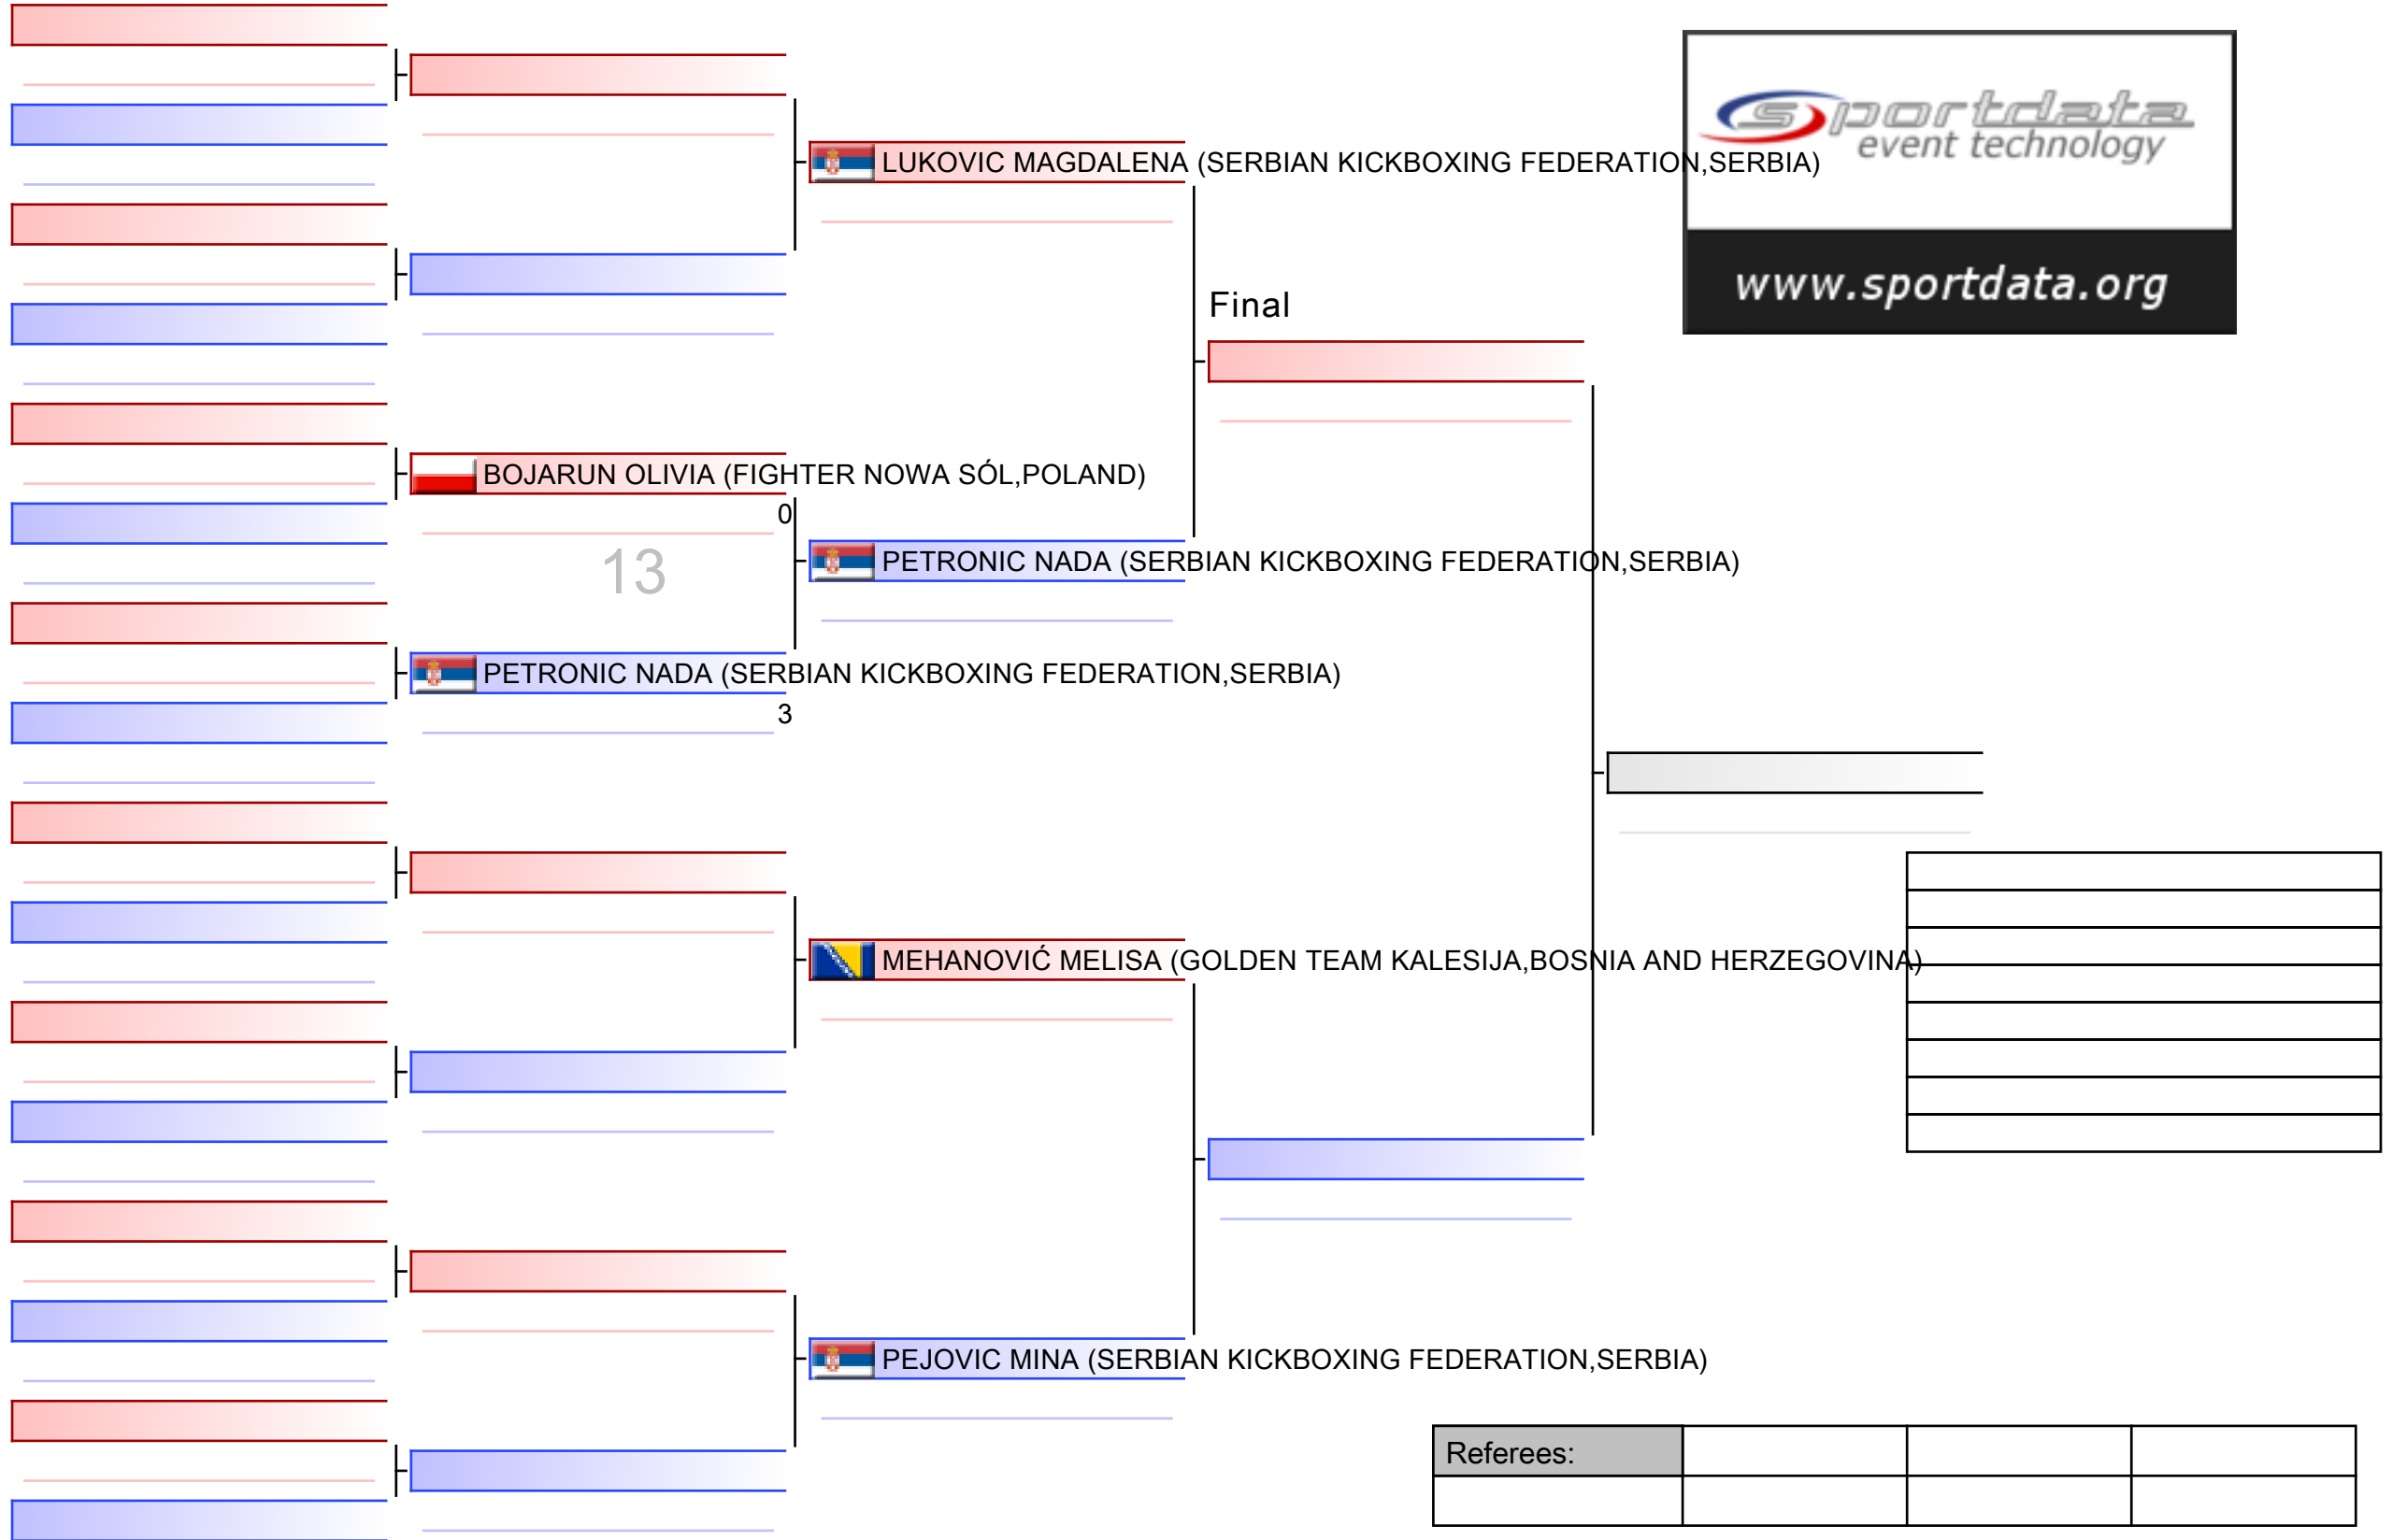 sportdata
event technology
www.sportdata.org
LUKOVIC MAGDALENA (SERBIAN KICKBOXING FEDERATION,SERBIA)
Final
BOJARUN OLIVIA (FIGHTER NOWA SÓL,POLAND)
0
13
PETRONIC NADA (SERBIAN KICKBOXING FEDERATION,SERBIA)
PETRONIC NADA (SERBIAN KICKBOXING FEDERATION,SERBIA)
3
MEHANOVIĆ MELISA (GOLDEN TEAM KALESIJA,BOSNIA AND HERZEGOVINA)
PEJOVIC MINA (SERBIAN KICKBOXING FEDERATION,SERBIA)
Referees: